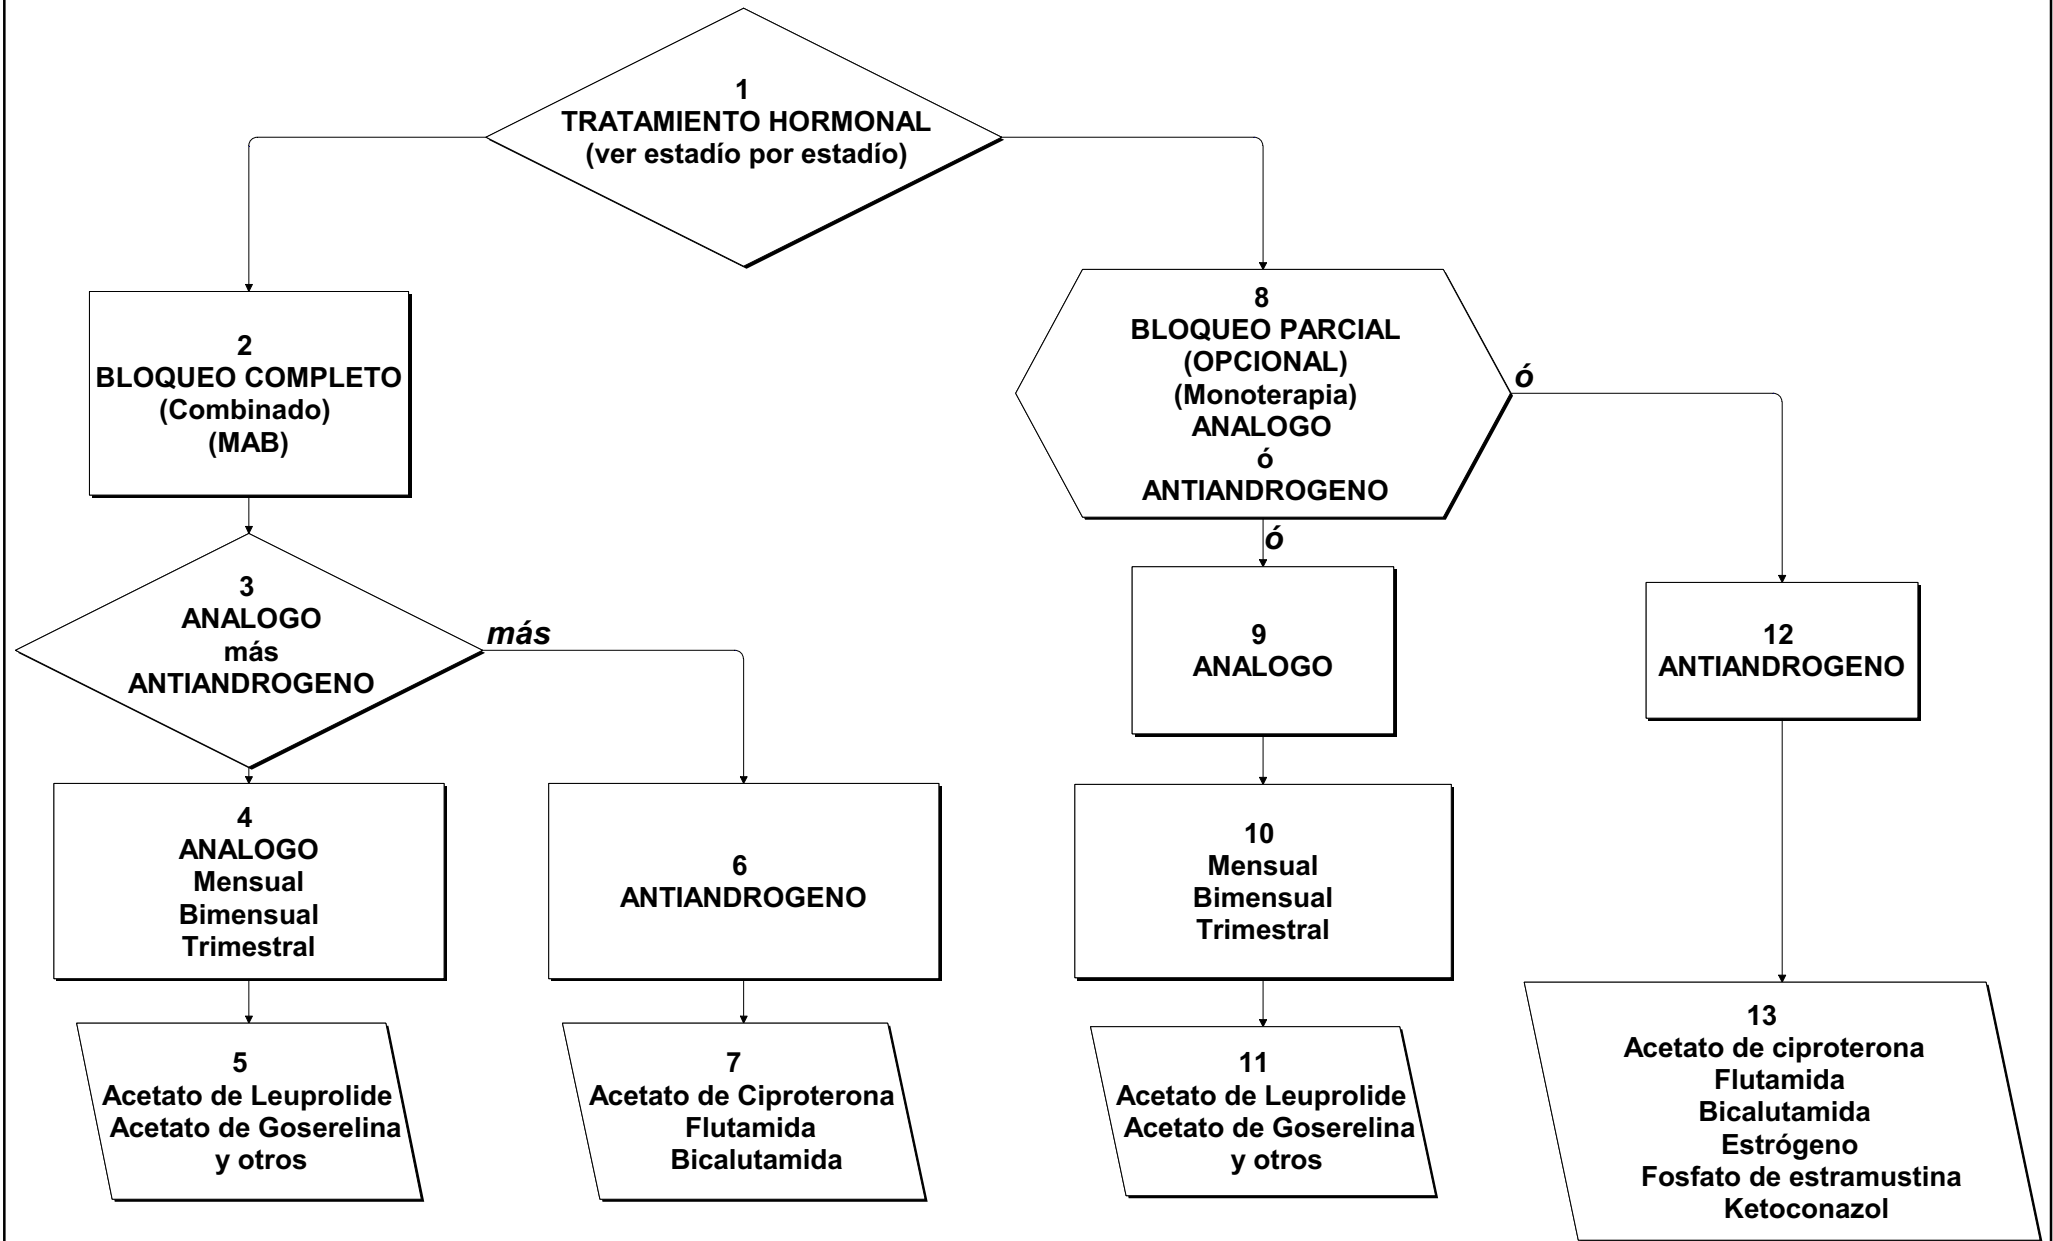 1
TRATAMIENTO HORMONAL
(ver estadío por estadío)
2
BLOQUEO COMPLETO
(Combinado)
(MAB)
3
ANALOGO
más
ANTIANDROGENO
más
4
ANALOGO
Mensual
Bimensual
Trimestral
5
Acetato de Leuprolide
Acetato de Goserelina
y otros
6
ANTIANDROGENO
7
Acetato de Ciproterona
Flutamida
Bicalutamida
8
BLOQUEO PARCIAL
(OPCIONAL)
(Monoterapia)
ANALOGO
ó
ANTIANDROGENO
ó
ó
9
ANALOGO
10
Mensual
Bimensual
Trimestral
11
Acetato de Leuprolide
Acetato de Goserelina
y otros
12
ANTIANDROGENO
13
Acetato de ciproterona
Flutamida
Bicalutamida
Estrógeno
Fosfato de estramustina
Ketoconazol